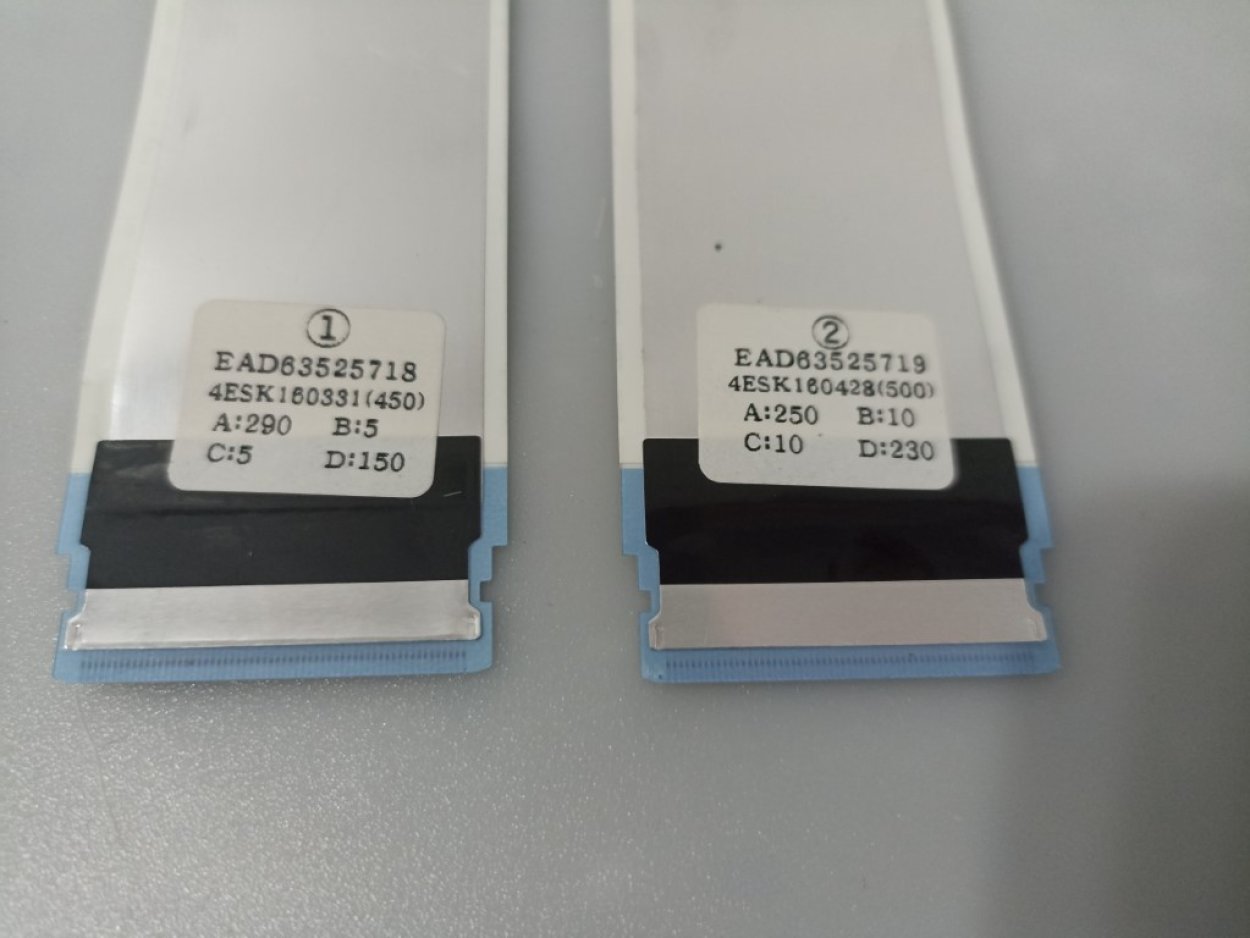 ①
EAD63525718
4ESK160331(450)
A:290 B:5
C:5 D:150
②
EAD63525719
4ESK160428(500)
A:250 B:10
C:10 D:230